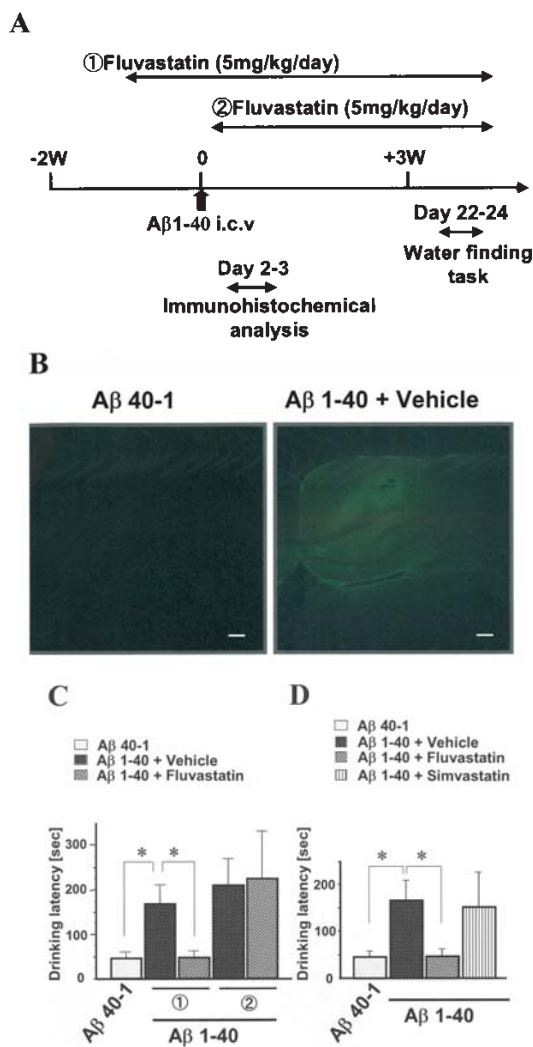 A
①Fluvastatin (5mg/kg/day)
②Fluvastatin (5mg/kg/day)
-2W 0 +3W
Aβ1-40 i.c.v
Day 22-24
Water finding
task
Day 2-3
Immunohistochemical
analysis
B
Aβ 40-1 Aβ 1-40 + Vehicle
C
Aβ 40-1
Aβ 1-40 + Vehicle
Aβ 1-40 + Fluvastatin
Drinking latency [sec]
300
200
100
0
* *
Aβ 40-1
① ②
Aβ 1-40
D
Aβ 40-1
Aβ 1-40 + Vehicle
Aβ 1-40 + Fluvastatin
Aβ 1-40 + Simvastatin
Drinking latency [sec]
200
100
0
* *
Aβ 40-1
Aβ 1-40